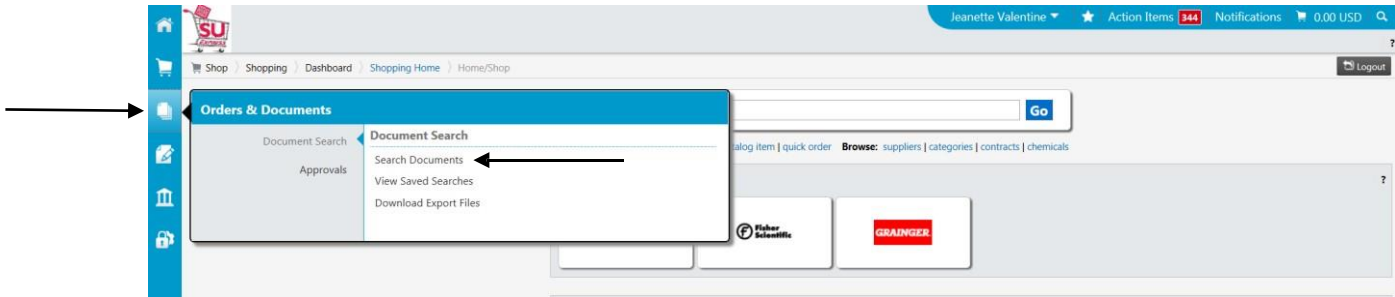 SU
Jeanette Valentine
Action Items 344
Notifications
0.00 USD
?
Shop
Shopping
Dashboard
Shopping Home
Home/Shop
Logout
Orders & Documents
Document Search
Approvals
Document Search
Search Documents
View Saved Searches
Download Export Files
Go
item | quick order Browse: suppliers | categories | contracts | chemicals
?
Fisher
Scientific
GRAINGER